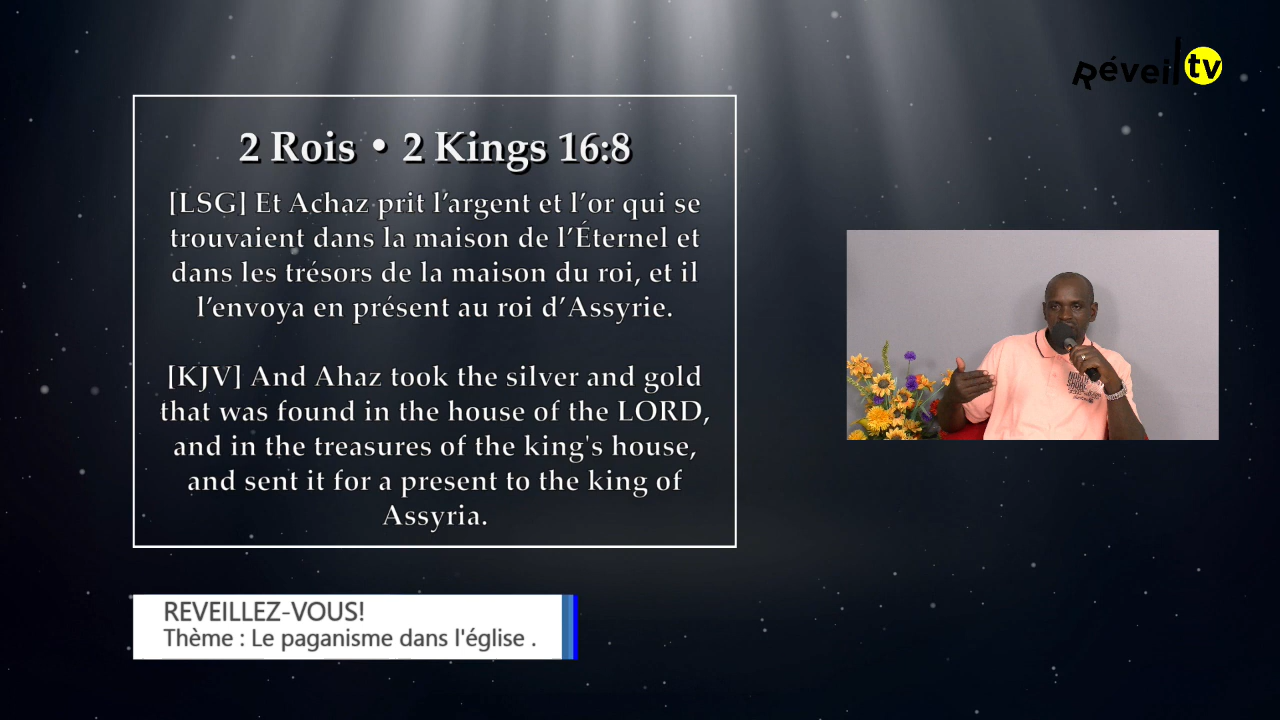 Réveil tv
2 Rois • 2 Kings 16:8
[LSG] Et Achaz prit l’argent et l’or qui se
trouvaient dans la maison de l’Éternel et
dans les trésors de la maison du roi, et il
l’envoya en présent au roi d’Assyrie.
[KJV] And Ahaz took the silver and gold
that was found in the house of the LORD,
and in the treasures of the king's house,
and sent it for a present to the king of
Assyria.
REVEILLEZ-VOUS!
Thème : Le paganisme dans l'église .